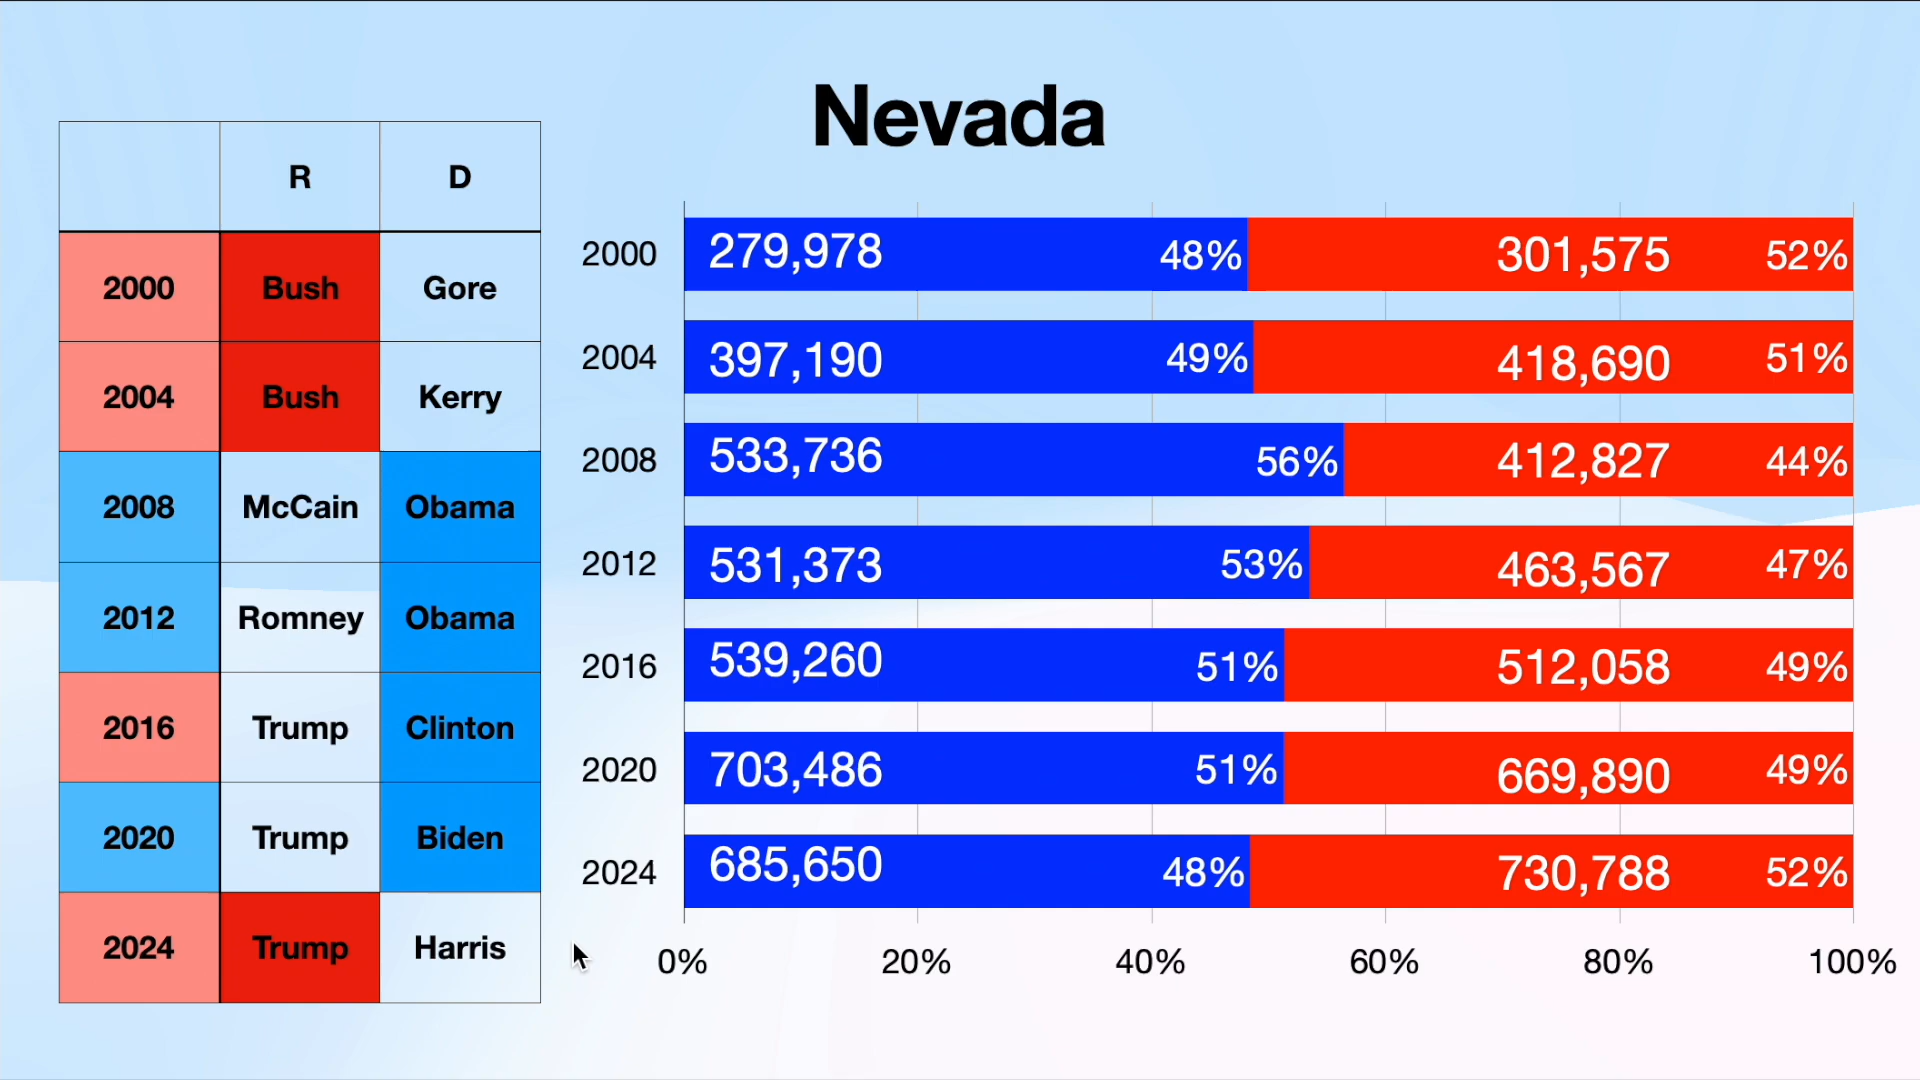 Nevada
R D
2000 Bush Gore
2004 Bush Kerry
2008 McCain Obama
2012 Romney Obama
2016 Trump Clinton
2020 Trump Biden
2024 Trump Harris
2000 279,978 48% 301,575 52%
2004 397,190 49% 418,690 51%
2008 533,736 56% 412,827 44%
2012 531,373 53% 463,567 47%
2016 539,260 51% 512,058 49%
2020 703,486 51% 669,890 49%
2024 685,650 48% 730,788 52%
0% 20% 40% 60% 80% 100%